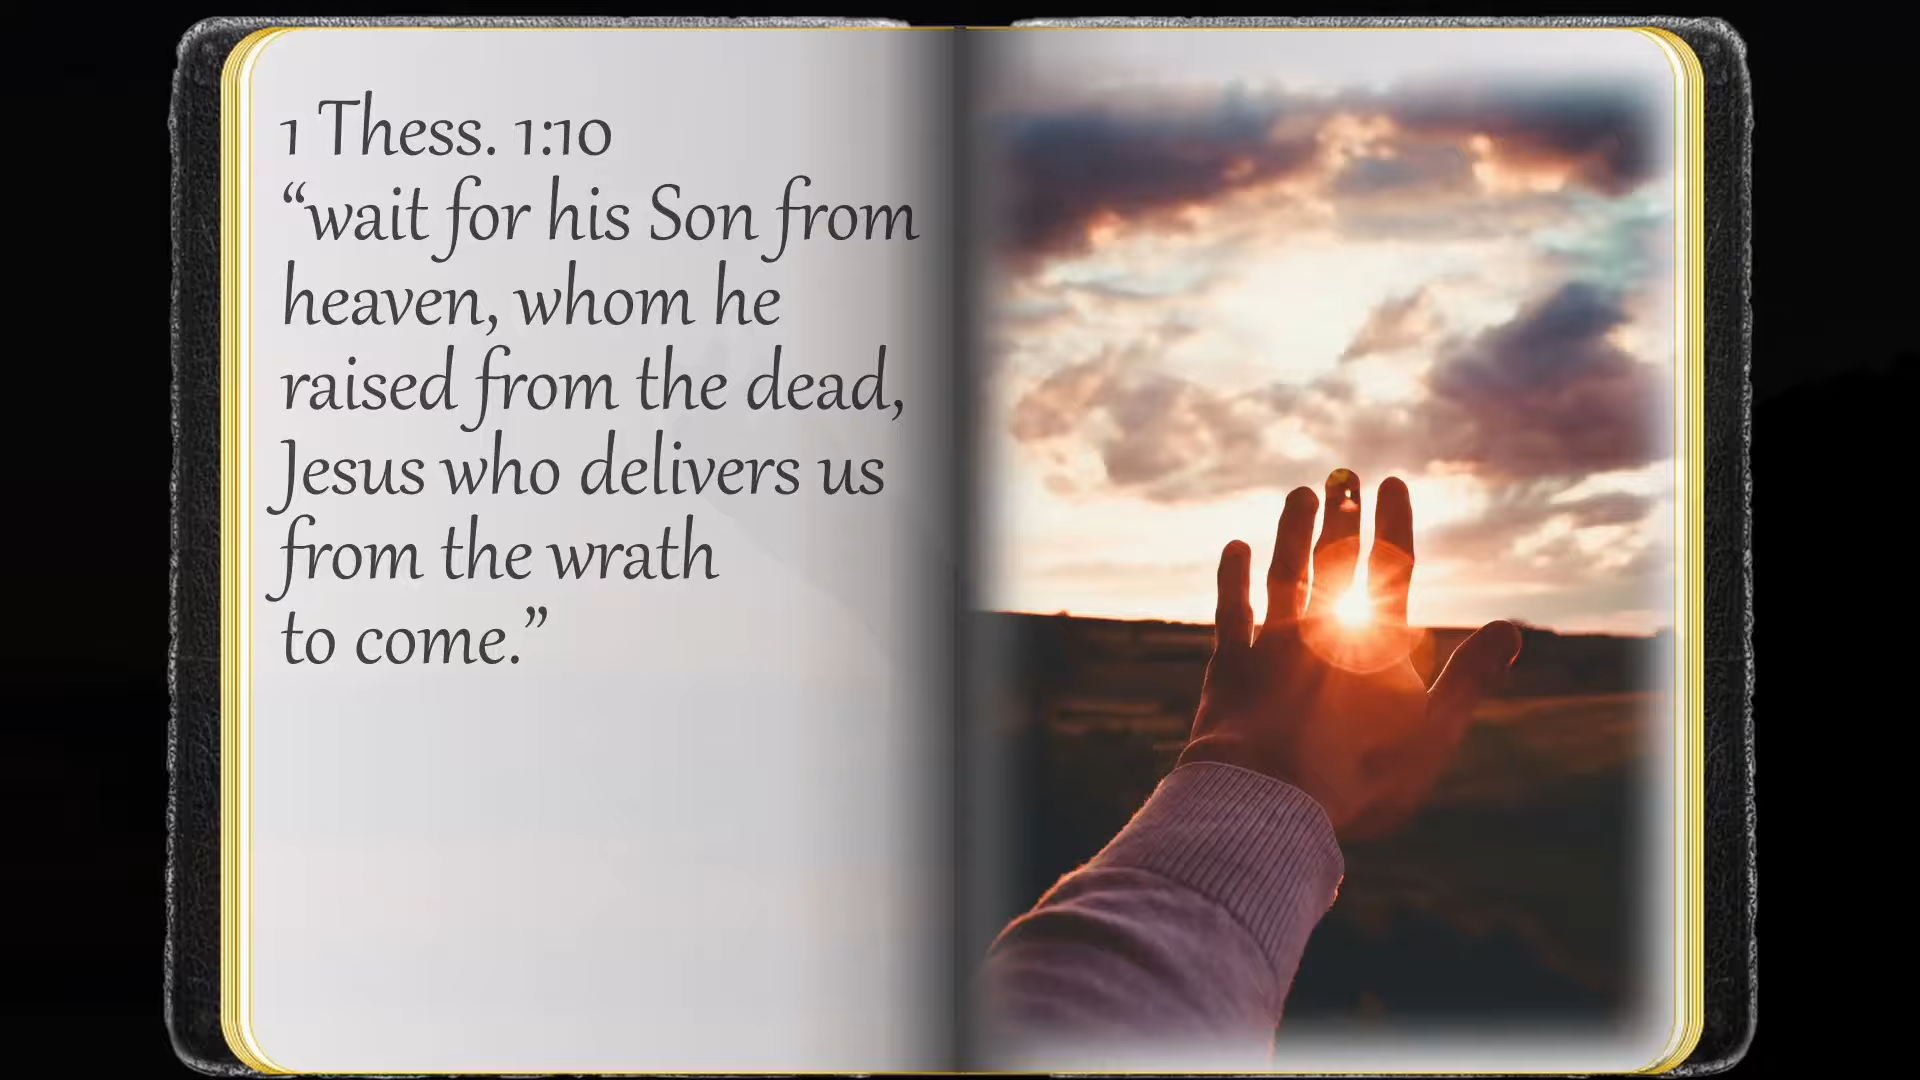 1 Thess. 1:10
“wait for his Son from
heaven, whom he
raised from the dead,
Jesus who delivers us
from the wrath
to come.”